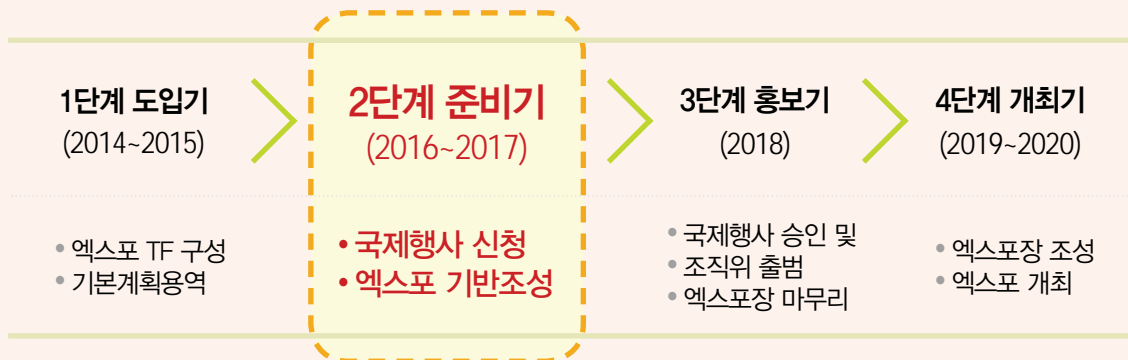 1단계 도입기
(2014~2015)
• 엑스포 TF 구성
• 기본계획용역
2단계 준비기
(2016~2017)
• 국제행사 신청
• 엑스포 기반조성
3단계 홍보기
(2018)
• 국제행사 승인 및
• 조직위 출범
• 엑스포장 마무리
4단계 개최기
(2019~2020)
• 엑스포장 조성
• 엑스포 개최